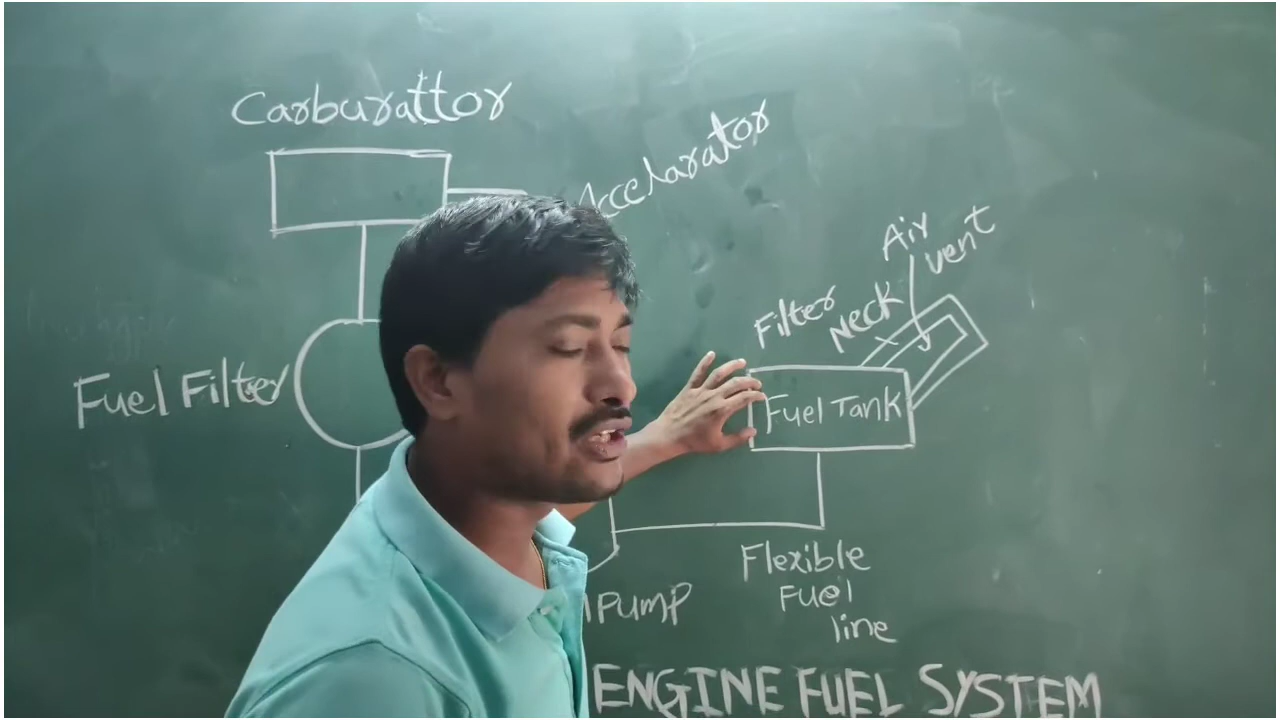 Carburattor
Acclarator
Air
vent
Filter
Neck
Fuel Filter
Fuel Tank
Flexible
Fuel
line
PUMP
ENGINE FUEL SYSTEM